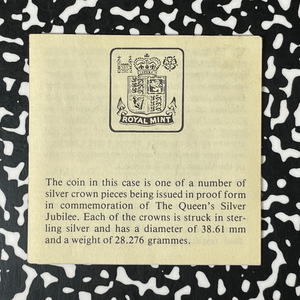 ROYAL MINT
The coin in this case is one of a number of
silver crown pieces being issued in proof form
in commemoration of The Queen's Silver
Jubilee. Each of the crowns is struck in ster-
ling silver and has a diameter of 38.61 mm
and a weight of 28.276 grammes.